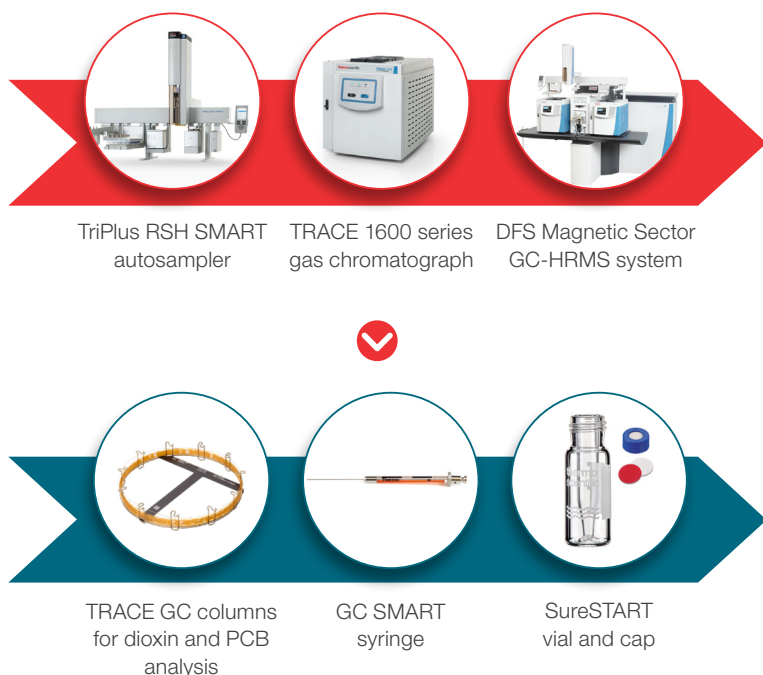 TriPlus RSH SMART
autosampler
TRACE 1600 series
gas chromatograph
DFS Magnetic Sector
GC-HRMS system
TRACE GC columns
for dioxin and PCB
analysis
GC SMART
syringe
SureSTART
vial and cap